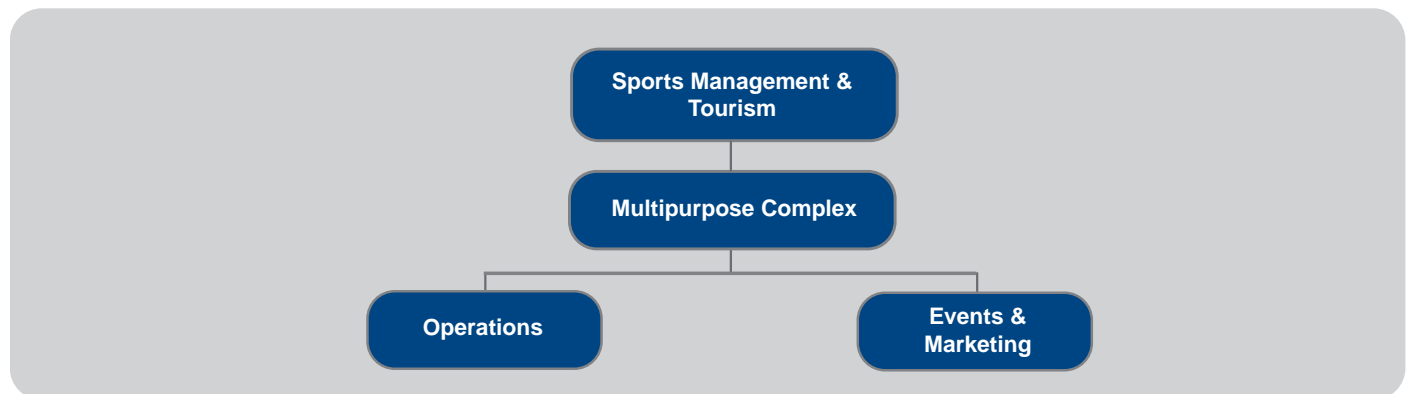 Sports Management &
Tourism
Multipurpose Complex
Operations
Events &
Marketing